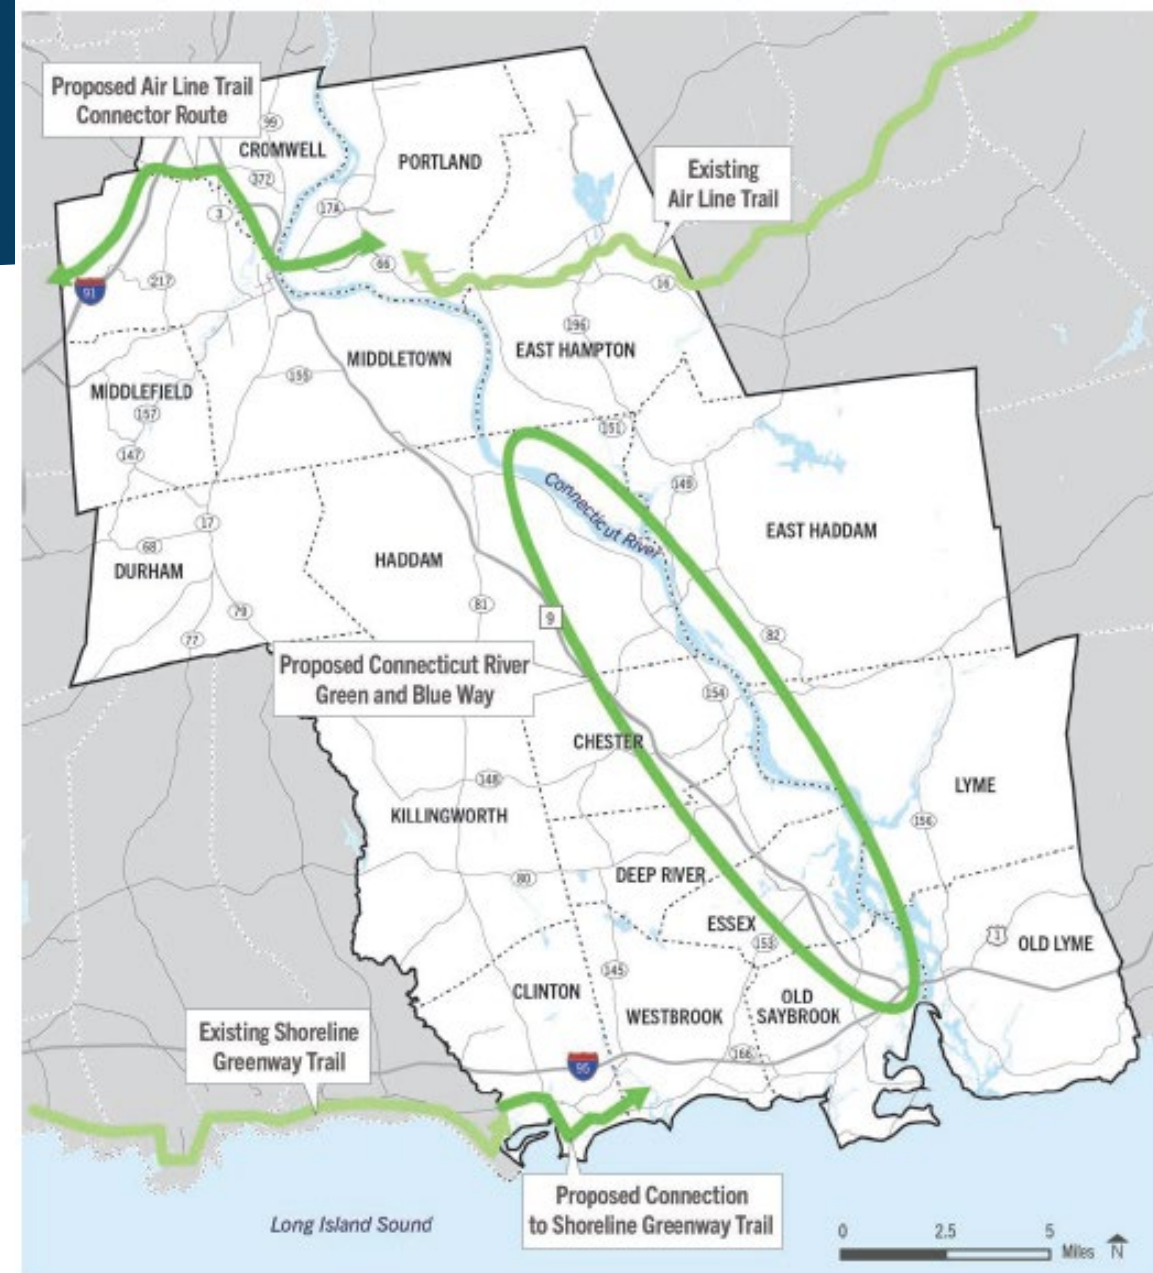 Proposed Air Line Trail
Connector Route
99
CROMWELL
PORTLAND
372
Existing
Air Line Trail
3
17A
66
91
217
16
196
MIDDLETOWN
EAST HAMPTON
155
MIDDLEFIELD
157
151
147
149
Connecticut River
17
EAST HADDAM
68
DURHAM
HADDAM
81
79
9
77
82
Proposed Connecticut River
Green and Blue Way
154
CHESTER
148
LYME
KILLINGWORTH
156
80
DEEP RIVER
ESSEX
153
1
OLD LYME
145
CLINTON
OLD
SAYBROOK
WESTBROOK
Existing Shoreline
Greenway Trail
166
95
Proposed Connection
to Shoreline Greenway Trail
Long Island Sound
0 2.5 5
Miles N